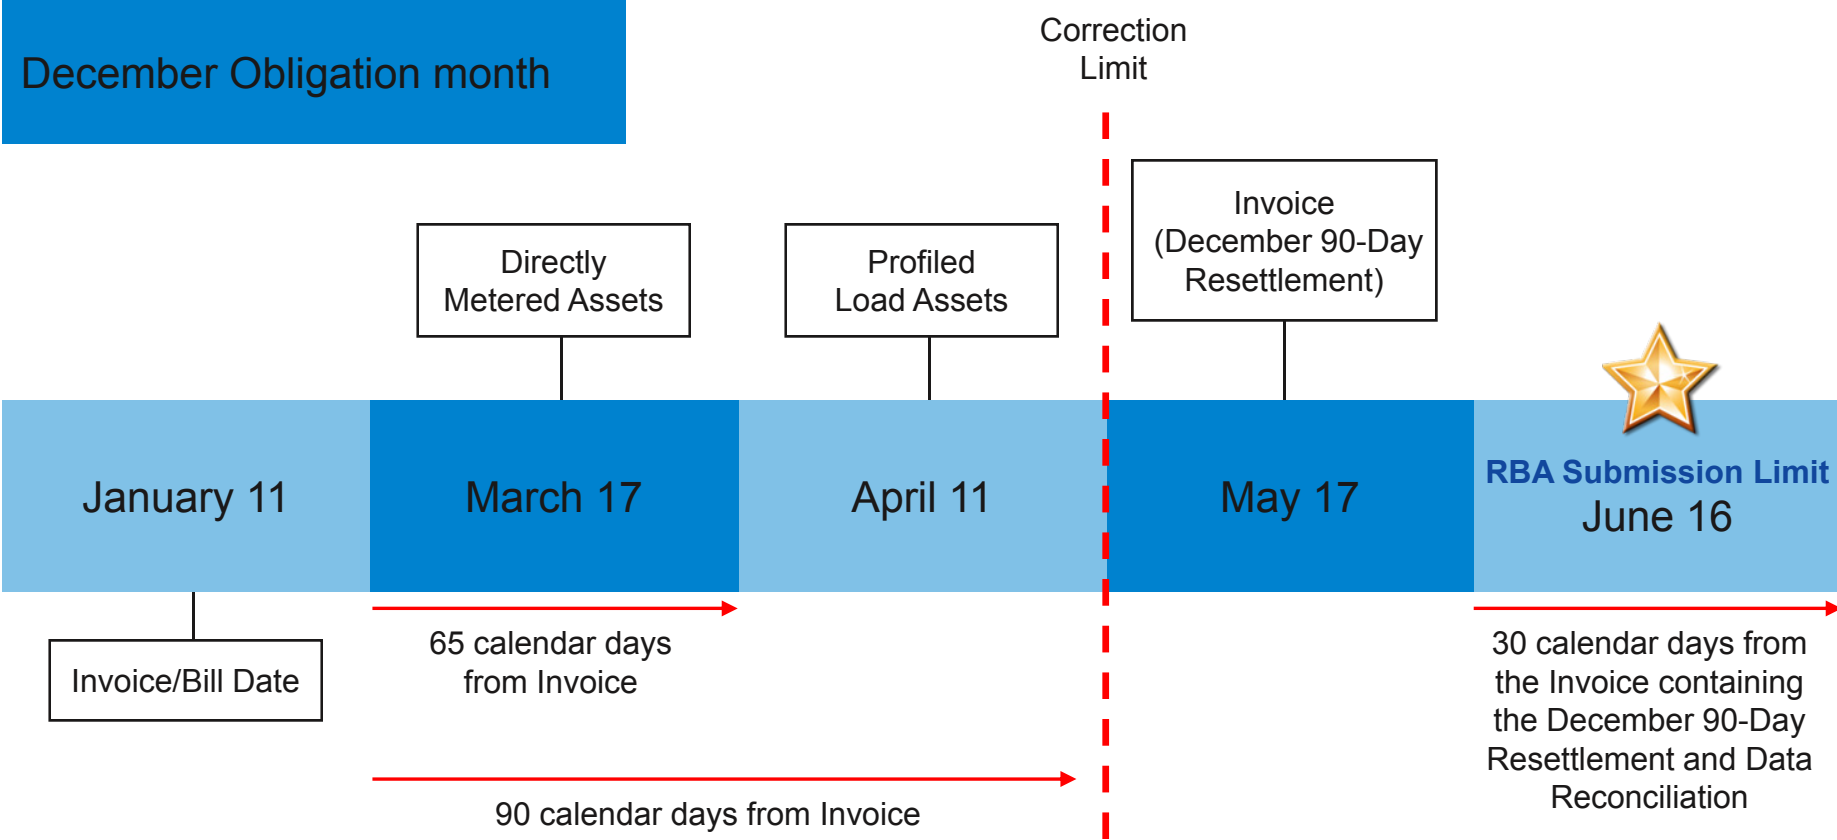 December Obligation month
Correction
Limit
Directly
Metered Assets
Profiled
Load Assets
Invoice
(December 90-Day
Resettlement)
January 11
March 17
April 11
May 17
RBA Submission Limit
June 16
Invoice/Bill Date
65 calendar days
from Invoice
90 calendar days from Invoice
30 calendar days from
the Invoice containing
the December 90-Day
Resettlement and Data
Reconciliation